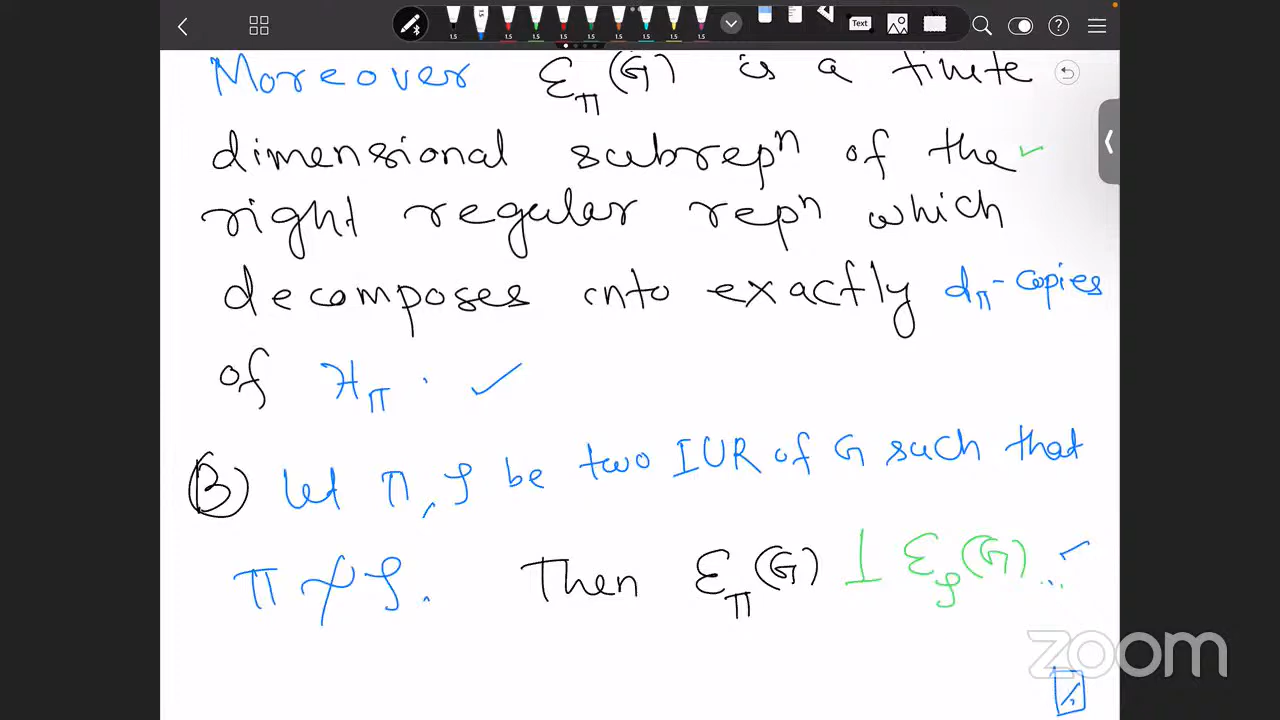 Text
Moreover ℰ_π(G) is a finite
dimensional subrepⁿ of the ✓
right regular repⁿ which
decomposes into exactly d_π-copies
of ℋ_π. ✓
Ⓑ Let π, ρ be two IUR of G such that
π ≁ ρ. Then ℰ_π(G) ⊥ ℰ_ρ(G)...
zoom